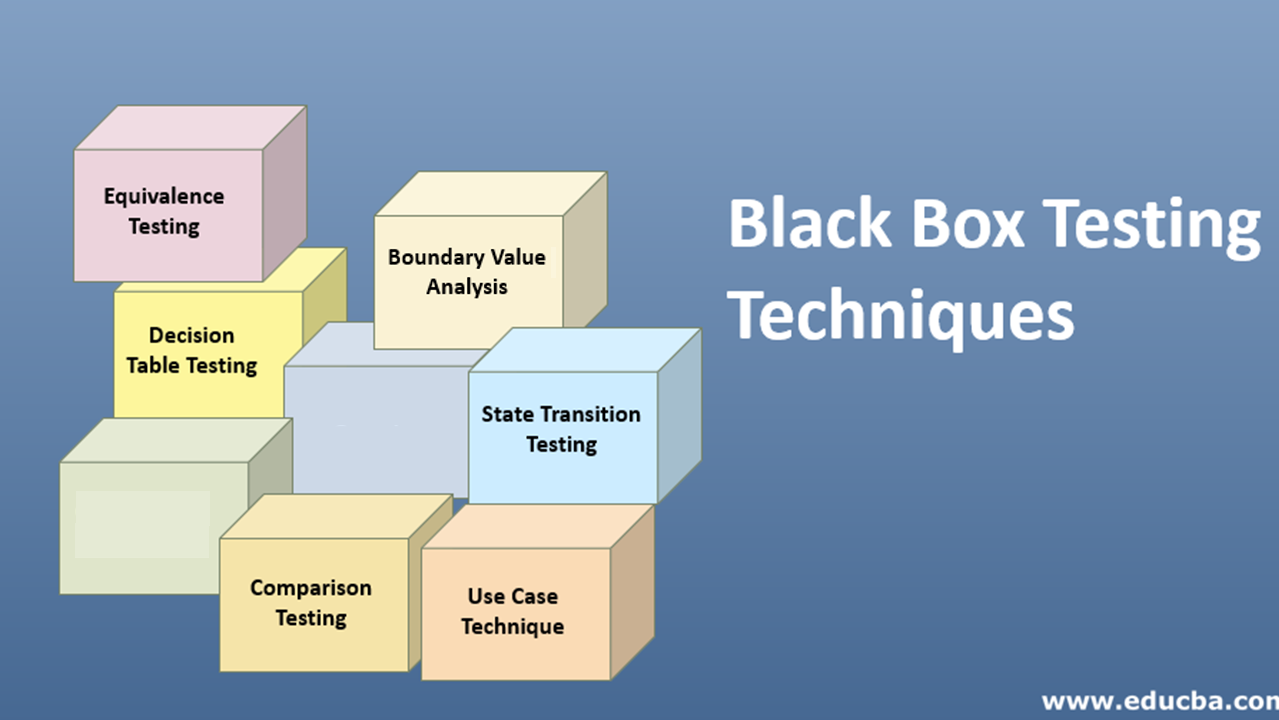 Equivalence
Testing
Boundary Value
Analysis
Decision
Table Testing
State Transition
Testing
Comparison
Testing
Use Case
Technique
Black Box Testing
Techniques
www.educba.con